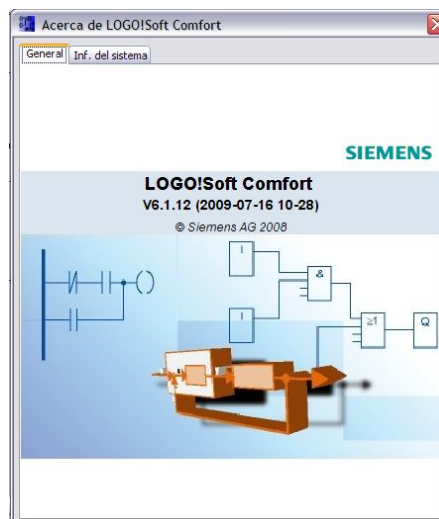 Acerca de LOGO!Soft Comfort
General Inf. del sistema
SIEMENS
LOGO!Soft Comfort
V6.1.12 (2009-07-16 10-28)
© Siemens AG 2008
I
&
I
≥1
Q